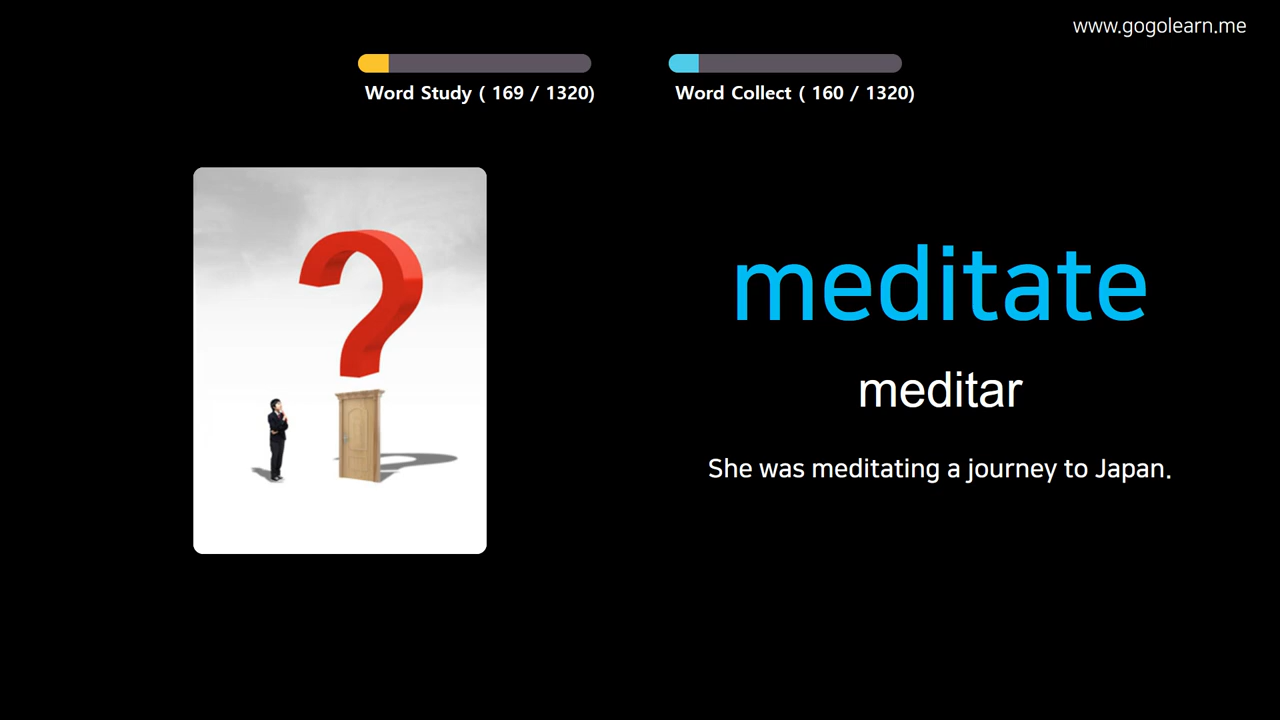 www.gogolearn.me
Word Study ( 169 / 1320)
Word Collect ( 160 / 1320)
meditate
meditar
She was meditating a journey to Japan.